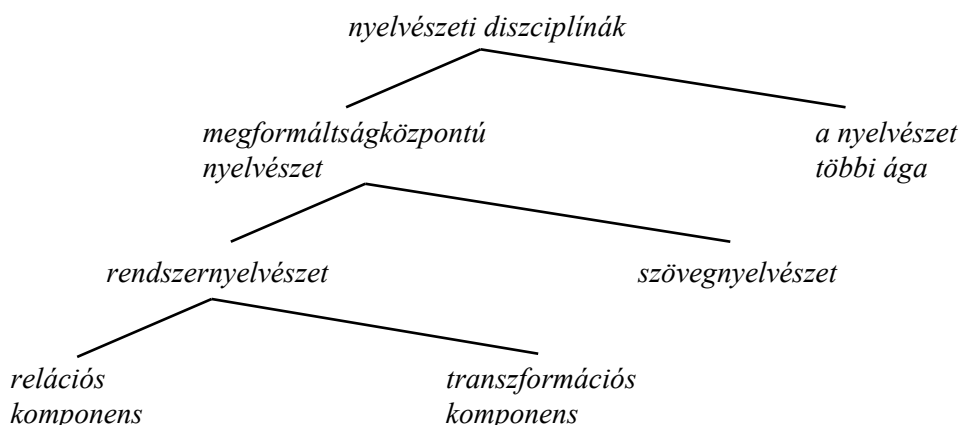 nyelvészeti diszciplínák
megformáltságközpontú
nyelvészet
a nyelvészet
többi ága
rendszernyelvészet
szövegnyelvészet
relációs
komponens
transzformációs
komponens